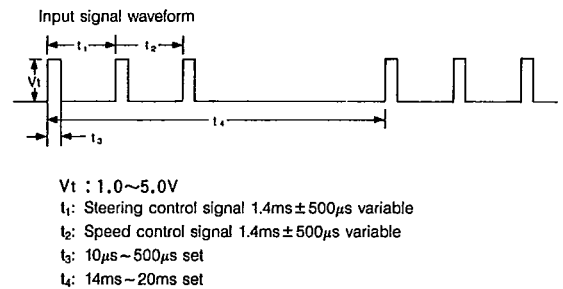 Input signal waveform
t₁ t₂
Vt
t₄
t₃
Vt : 1.0～5.0V
t₁: Steering control signal 1.4ms±500μs variable
t₂: Speed control signal 1.4ms±500μs variable
t₃: 10μs～500μs set
t₄: 14ms～20ms set